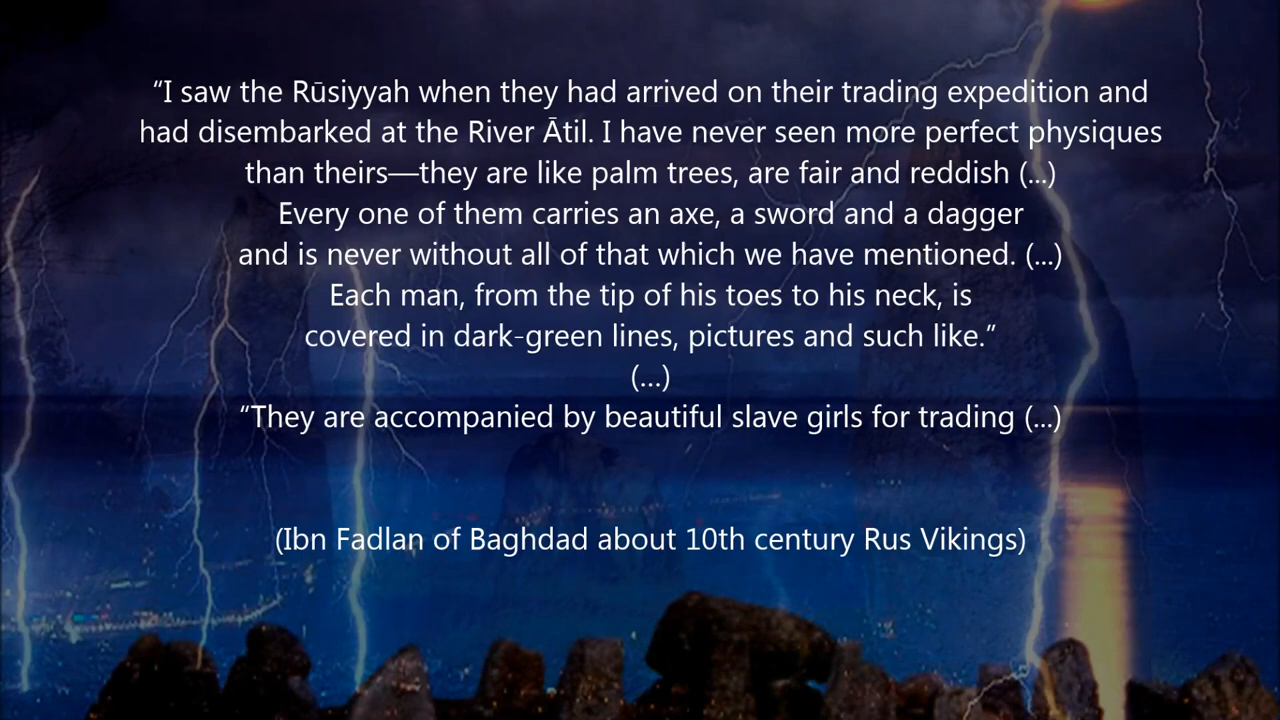 “I saw the Rūsiyyah when they had arrived on their trading expedition and
had disembarked at the River Ātil. I have never seen more perfect physiques
than theirs—they are like palm trees, are fair and reddish (...)
Every one of them carries an axe, a sword and a dagger
and is never without all of that which we have mentioned. (...)
Each man, from the tip of his toes to his neck, is
covered in dark-green lines, pictures and such like.”
(...)
“They are accompanied by beautiful slave girls for trading (...)
(Ibn Fadlan of Baghdad about 10th century Rus Vikings)